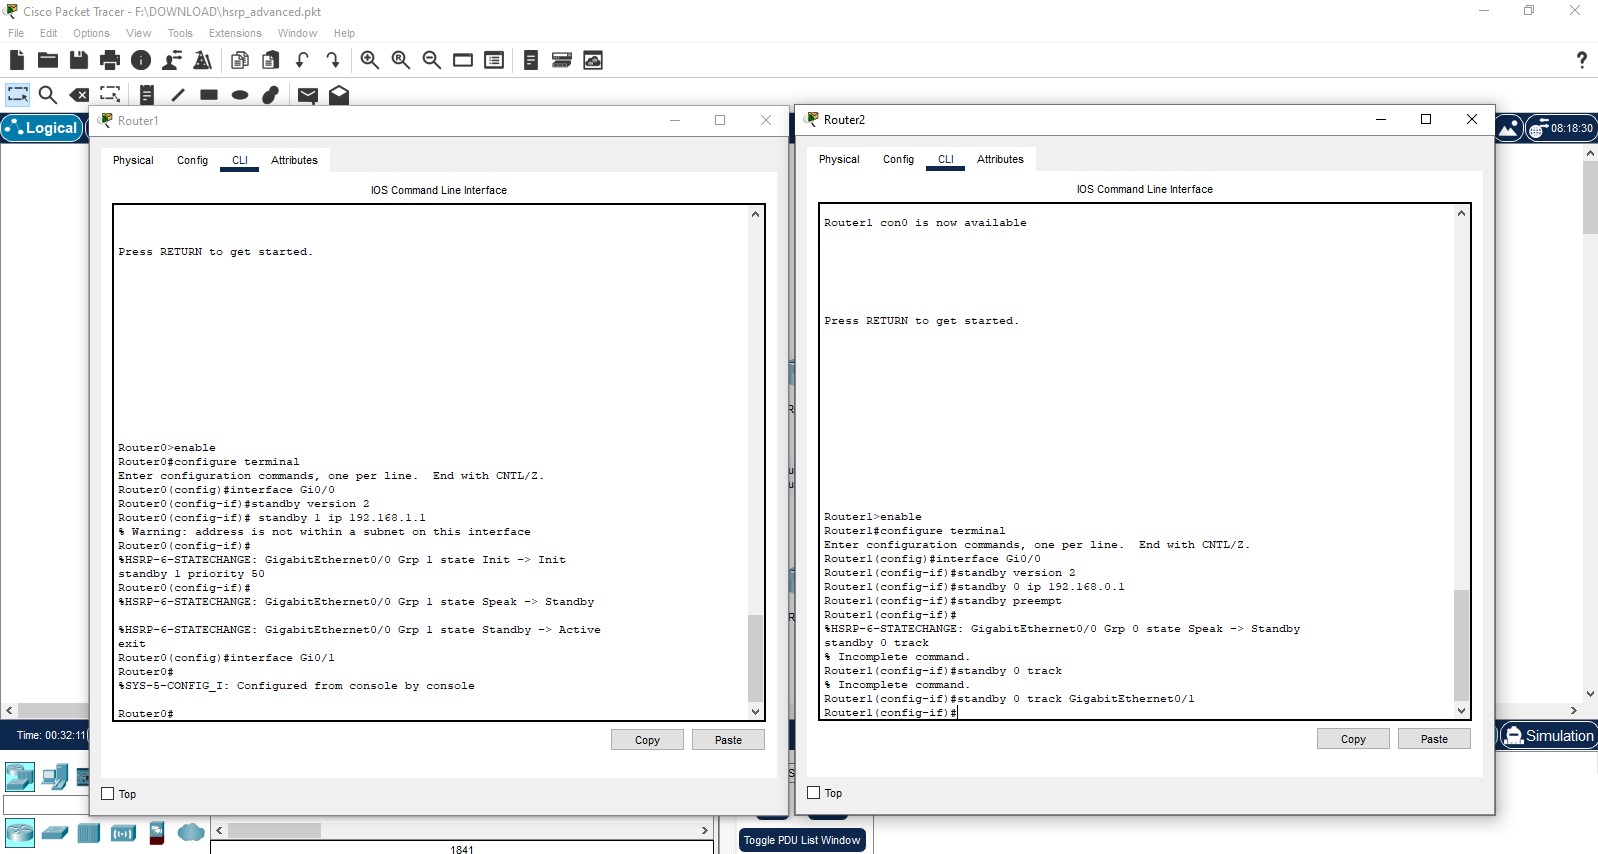 Cisco Packet Tracer - F:\DOWNLOAD\hsrp_advanced.pkt
File Edit Options View Tools Extensions Window Help
Logical
08:18:30
Router1
Physical Config CLI Attributes
IOS Command Line Interface
Press RETURN to get started.
Router0>enable
Router0#configure terminal
Enter configuration commands, one per line.  End with CNTL/Z.
Router0(config)#interface Gi0/0
Router0(config-if)#standby version 2
Router0(config-if)# standby 1 ip 192.168.1.1
% Warning: address is not within a subnet on this interface
Router0(config-if)#
%HSRP-6-STATECHANGE: GigabitEthernet0/0 Grp 1 state Init -> Init
standby 1 priority 50
Router0(config-if)#
%HSRP-6-STATECHANGE: GigabitEthernet0/0 Grp 1 state Speak -> Standby
%HSRP-6-STATECHANGE: GigabitEthernet0/0 Grp 1 state Standby -> Active
exit
Router0(config)#interface Gi0/1
Router0#
%SYS-5-CONFIG_I: Configured from console by console
Router0#
Copy Paste
Top
Router2
Physical Config CLI Attributes
IOS Command Line Interface
Router1 con0 is now available
Press RETURN to get started.
Router1>enable
Router1#configure terminal
Enter configuration commands, one per line.  End with CNTL/Z.
Router1(config)#interface Gi0/0
Router1(config-if)#standby version 2
Router1(config-if)#standby 0 ip 192.168.0.1
Router1(config-if)#standby preempt
Router1(config-if)#
%HSRP-6-STATECHANGE: GigabitEthernet0/0 Grp 0 state Speak -> Standby
standby 0 track
% Incomplete command.
Router1(config-if)#standby 0 track
% Incomplete command.
Router1(config-if)#standby 0 track GigabitEthernet0/1
Router1(config-if)#
Copy Paste
Top
Time: 00:32:11
Simulation
Toggle PDU List Window
1841